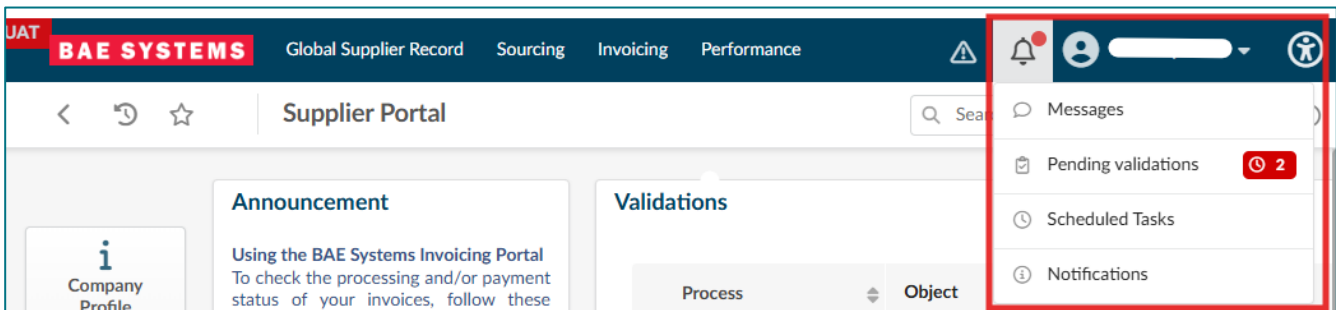 UAT
BAE SYSTEMS
Global Supplier Record
Sourcing
Invoicing
Performance
Supplier Portal
Messages
Pending validations
2
Scheduled Tasks
Notifications
Company
Profile
Announcement
Using the BAE Systems Invoicing Portal
To check the processing and/or payment
status of your invoices, follow these
Validations
Process
Object